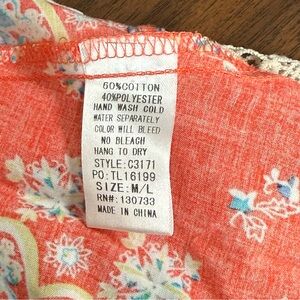 60%COTTON
40%POLYESTER
HAND WASH COLD
WATER SEPARATELY
COLOR WILL BLEED
NO BLEACH
HANG TO DRY
STYLE:C3171
PO:TL16199
SIZE:M/L
RN#:130733
MADE IN CHINA